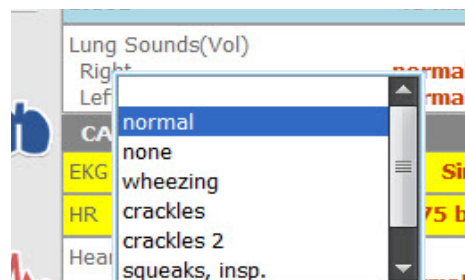 Lung Sounds(Vol)
Right
Left
normal
none
wheezing
crackles
crackles 2
squeaks, insp.
EKG
HR